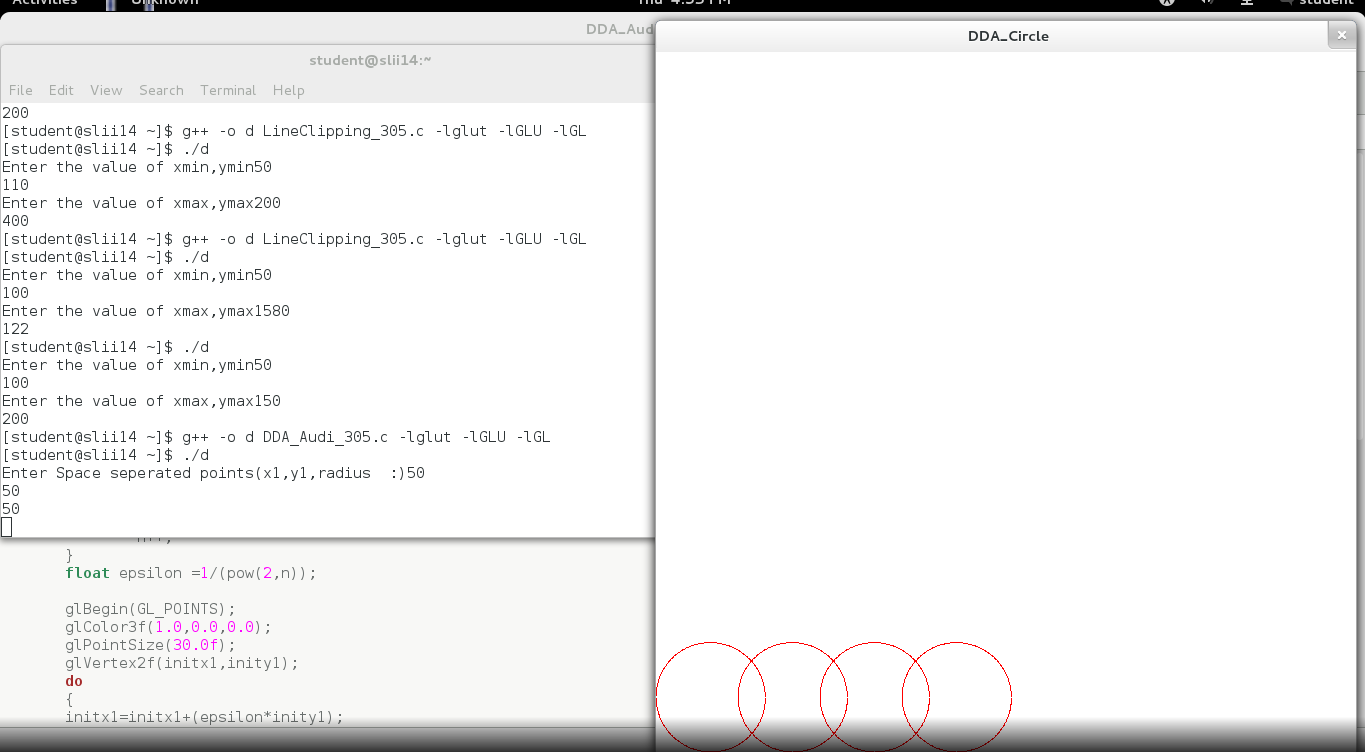 Activities Unknown Thu 4:53 PM student
DDA_Aud
DDA_Circle
student@slii14:~
File Edit View Search Terminal Help
200
[student@slii14 ~]$ g++ -o d LineClipping_305.c -lglut -lGLU -lGL
[student@slii14 ~]$ ./d
Enter the value of xmin,ymin50
110
Enter the value of xmax,ymax200
400
[student@slii14 ~]$ g++ -o d LineClipping_305.c -lglut -lGLU -lGL
[student@slii14 ~]$ ./d
Enter the value of xmin,ymin50
100
Enter the value of xmax,ymax1580
122
[student@slii14 ~]$ ./d
Enter the value of xmin,ymin50
100
Enter the value of xmax,ymax150
200
[student@slii14 ~]$ g++ -o d DDA_Audi_305.c -lglut -lGLU -lGL
[student@slii14 ~]$ ./d
Enter Space seperated points(x1,y1,radius  :)50
50
50
}
float epsilon =1/(pow(2,n));
glBegin(GL_POINTS);
glColor3f(1.0,0.0,0.0);
glPointSize(30.0f);
glVertex2f(initx1,inity1);
do
{
initx1=initx1+(epsilon*inity1);